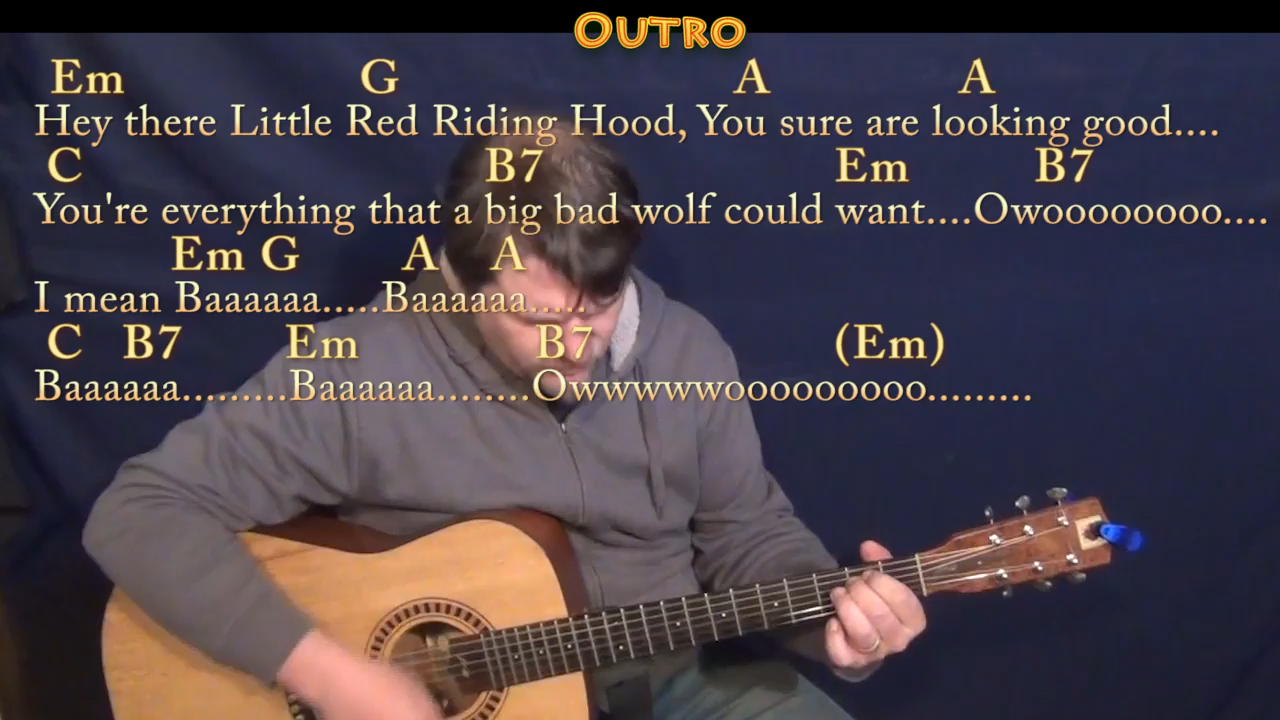 OUTRO
Em G A A
Hey there Little Red Riding Hood, You sure are looking good....
C B7 Em B7
You're everything that a big bad wolf could want....Owoooooooo....
Em G A A
I mean Baaaaaa.....Baaaaaa.....
C B7 Em B7 (Em)
Baaaaaa.........Baaaaaa........Owwwwwooooooooo.........